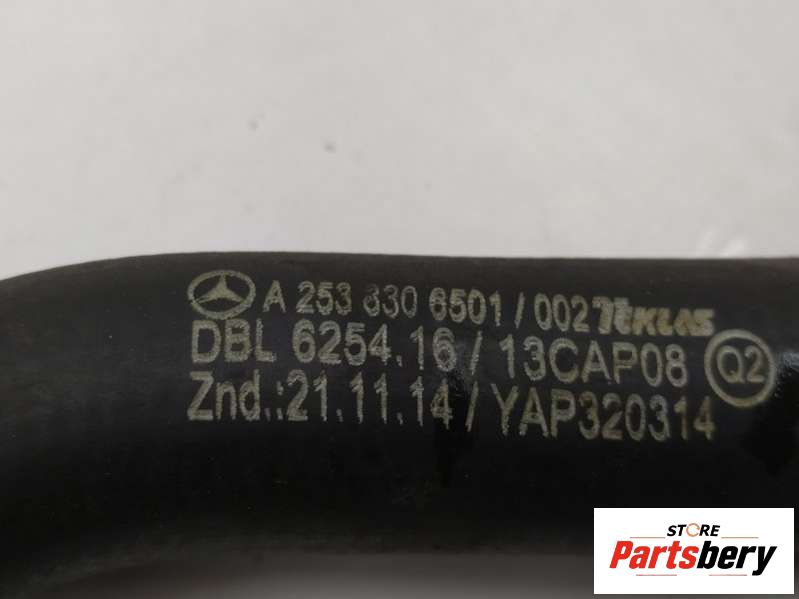 A 253 830 6501 / 002 TEKLAS
DBL 6254.16 / 13CAP08 Q2
Znd.:21.11.14 / YAP320314
STORE
Partsbery